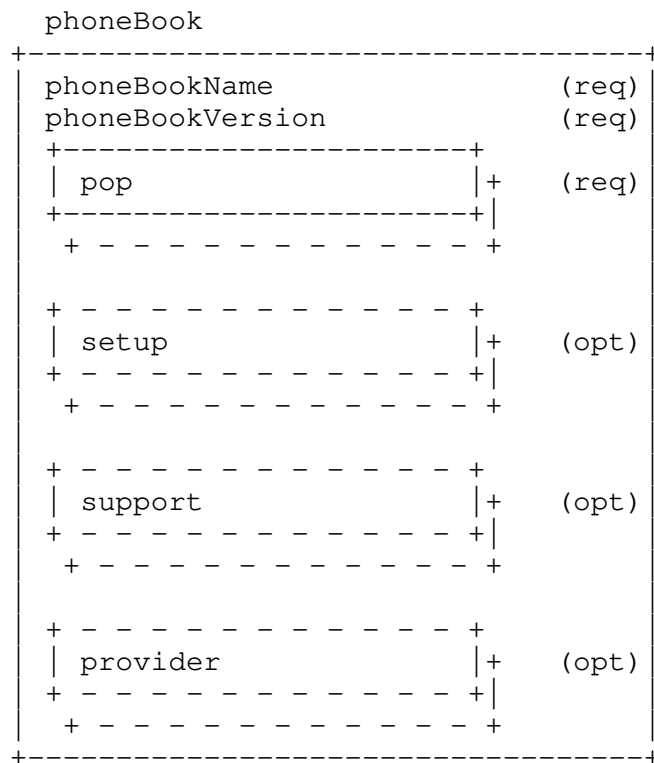 phoneBook
phoneBookName (req)
phoneBookVersion (req)
pop (req)
setup (opt)
support (opt)
provider (opt)